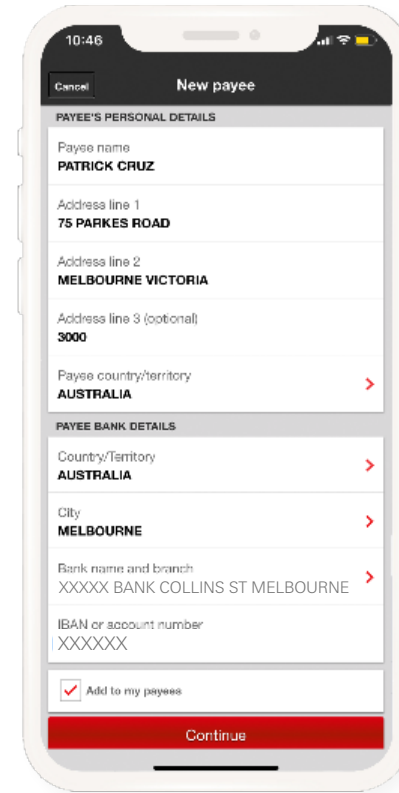 10:46
Cancel New payee
PAYEE'S PERSONAL DETAILS
Payee name
PATRICK CRUZ
Address line 1
75 PARKES ROAD
Address line 2
MELBOURNE VICTORIA
Address line 3 (optional)
3000
Payee country/territory
AUSTRALIA
PAYEE BANK DETAILS
Country/Territory
AUSTRALIA
City
MELBOURNE
Bank name and branch
XXXXX BANK COLLINS ST MELBOURNE
IBAN or account number
XXXXXX
Add to my payees
Continue